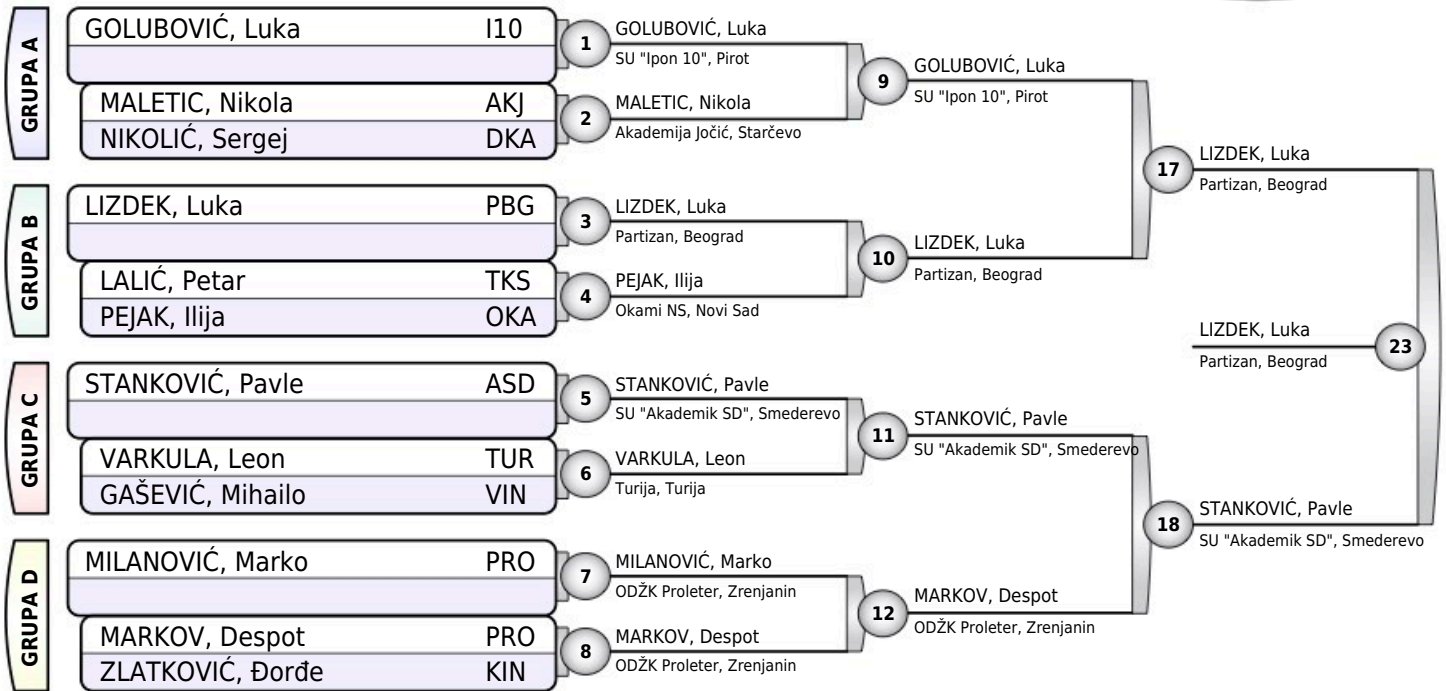 GRUPA A
GOLUBOVIĆ, Luka I10
MALETIC, Nikola AKJ
NIKOLIĆ, Sergej DKA
GRUPA B
LIZDEK, Luka PBG
LALIĆ, Petar TKS
PEJAK, Ilija OKA
GRUPA C
STANKOVIĆ, Pavle ASD
VARKULA, Leon TUR
GAŠEVIĆ, Mihailo VIN
GRUPA D
MILANOVIĆ, Marko PRO
MARKOV, Despot PRO
ZLATKOVIĆ, Đorđe KIN
1
GOLUBOVIĆ, Luka
SU "Ipon 10", Pirot
2
MALETIC, Nikola
Akademija Jočić, Starčevo
3
LIZDEK, Luka
Partizan, Beograd
4
PEJAK, Ilija
Okami NS, Novi Sad
5
STANKOVIĆ, Pavle
SU "Akademik SD", Smederevo
6
VARKULA, Leon
Turija, Turija
7
MILANOVIĆ, Marko
ODŽK Proleter, Zrenjanin
8
MARKOV, Despot
ODŽK Proleter, Zrenjanin
9
GOLUBOVIĆ, Luka
SU "Ipon 10", Pirot
10
LIZDEK, Luka
Partizan, Beograd
11
STANKOVIĆ, Pavle
SU "Akademik SD", Smederevo
12
MARKOV, Despot
ODŽK Proleter, Zrenjanin
17
LIZDEK, Luka
Partizan, Beograd
18
STANKOVIĆ, Pavle
SU "Akademik SD", Smederevo
LIZDEK, Luka
Partizan, Beograd
23